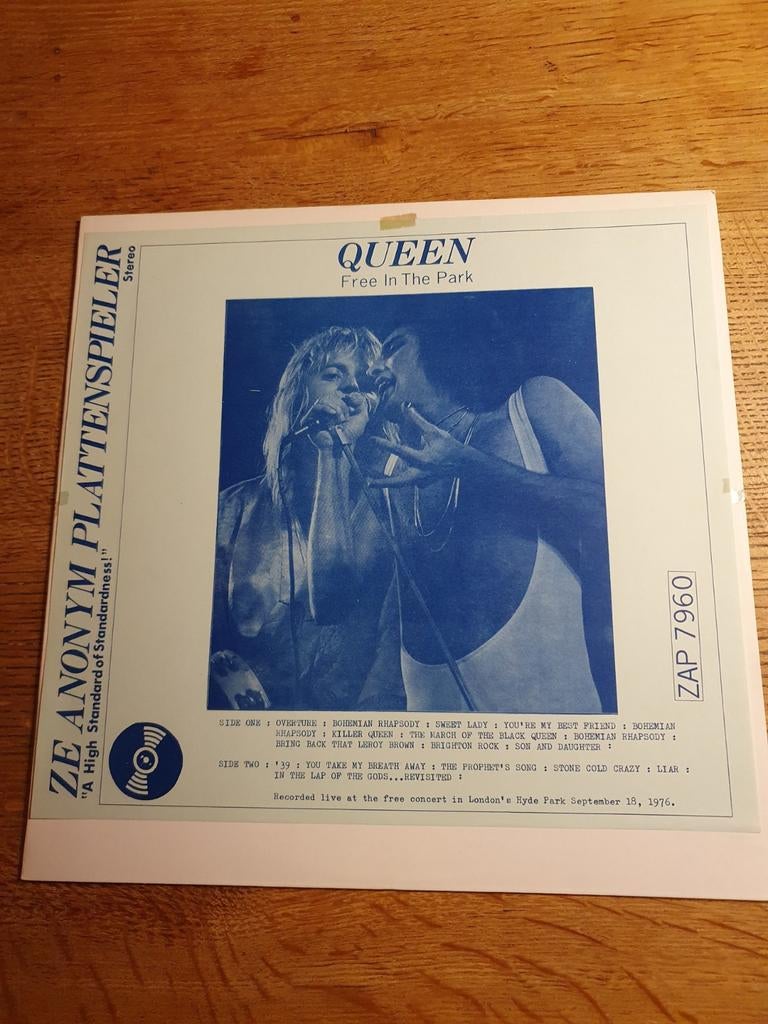 QUEEN
Free In The Park
ZE ANONYM PLATTENSPIELER
Stereo
"A High Standard of Standardness!"
ZAP 7960
SIDE ONE : OVERTURE : BOHEMIAN RHAPSODY : SWEET LADY : YOU'RE MY BEST FRIEND : BOHEMIAN
RHAPSODY : KILLER QUEEN : THE MARCH OF THE BLACK QUEEN : BOHEMIAN RHAPSODY :
BRING BACK THAT LEROY BROWN : BRIGHTON ROCK : SON AND DAUGHTER :
SIDE TWO : '39 : YOU TAKE MY BREATH AWAY : THE PROPHET'S SONG : STONE COLD CRAZY : LIAR :
IN THE LAP OF THE GODS...REVISITED :
Recorded live at the free concert in London's Hyde Park September 18, 1976.